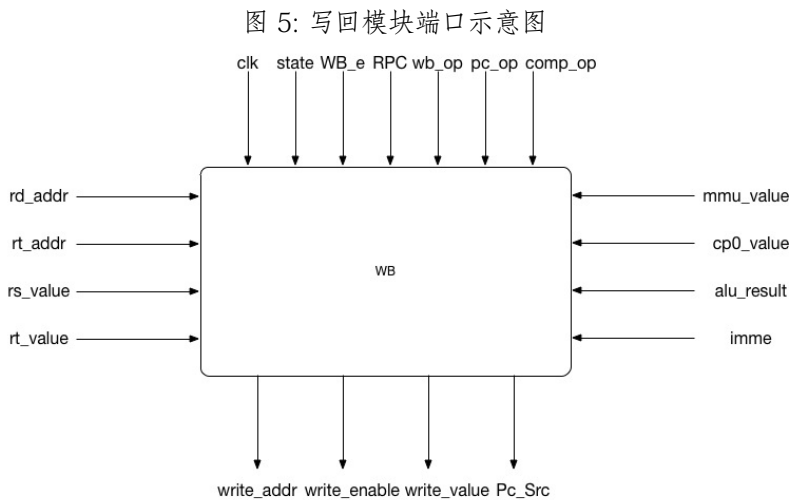 图 5: 写回模块端口示意图
clk state WB_e RPC wb_op pc_op comp_op
rd_addr mmu_value
rt_addr cp0_value
WB
rs_value alu_result
rt_value imme
write_addr write_enable write_value Pc_Src